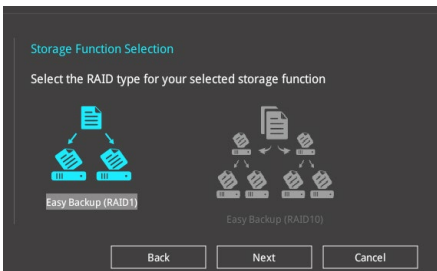 Storage Function Selection
Select the RAID type for your selected storage function
Easy Backup (RAID1)
Easy Backup (RAID10)
Back
Next
Cancel